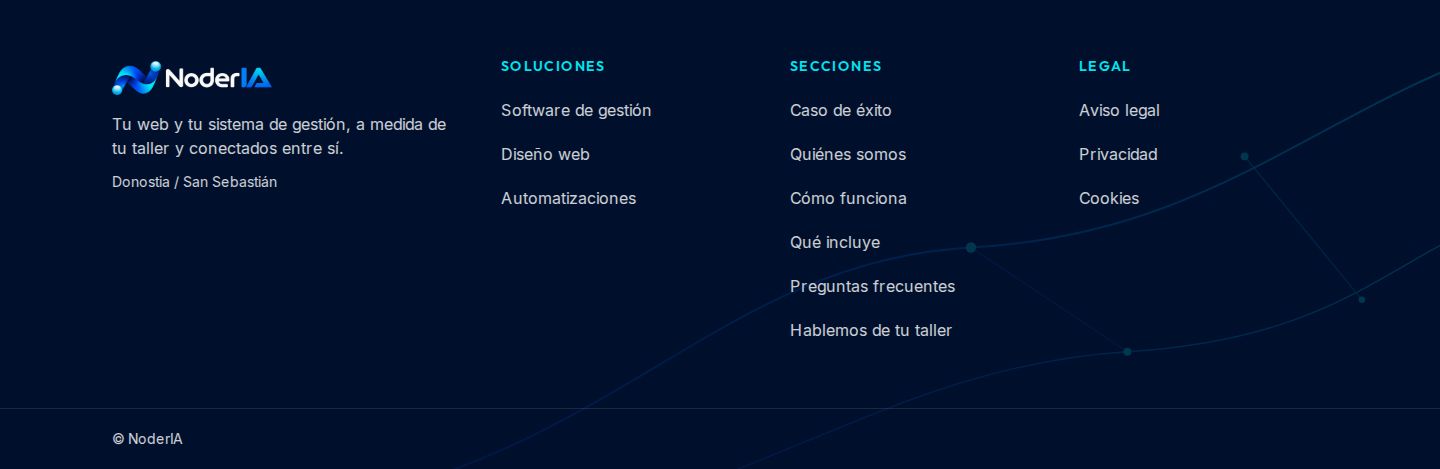 NoderIA
Tu web y tu sistema de gestión, a medida de
tu taller y conectados entre sí.
Donostia / San Sebastián
SOLUCIONES
Software de gestión
Diseño web
Automatizaciones
SECCIONES
Caso de éxito
Quiénes somos
Cómo funciona
Qué incluye
Preguntas frecuentes
Hablemos de tu taller
LEGAL
Aviso legal
Privacidad
Cookies
© NoderIA